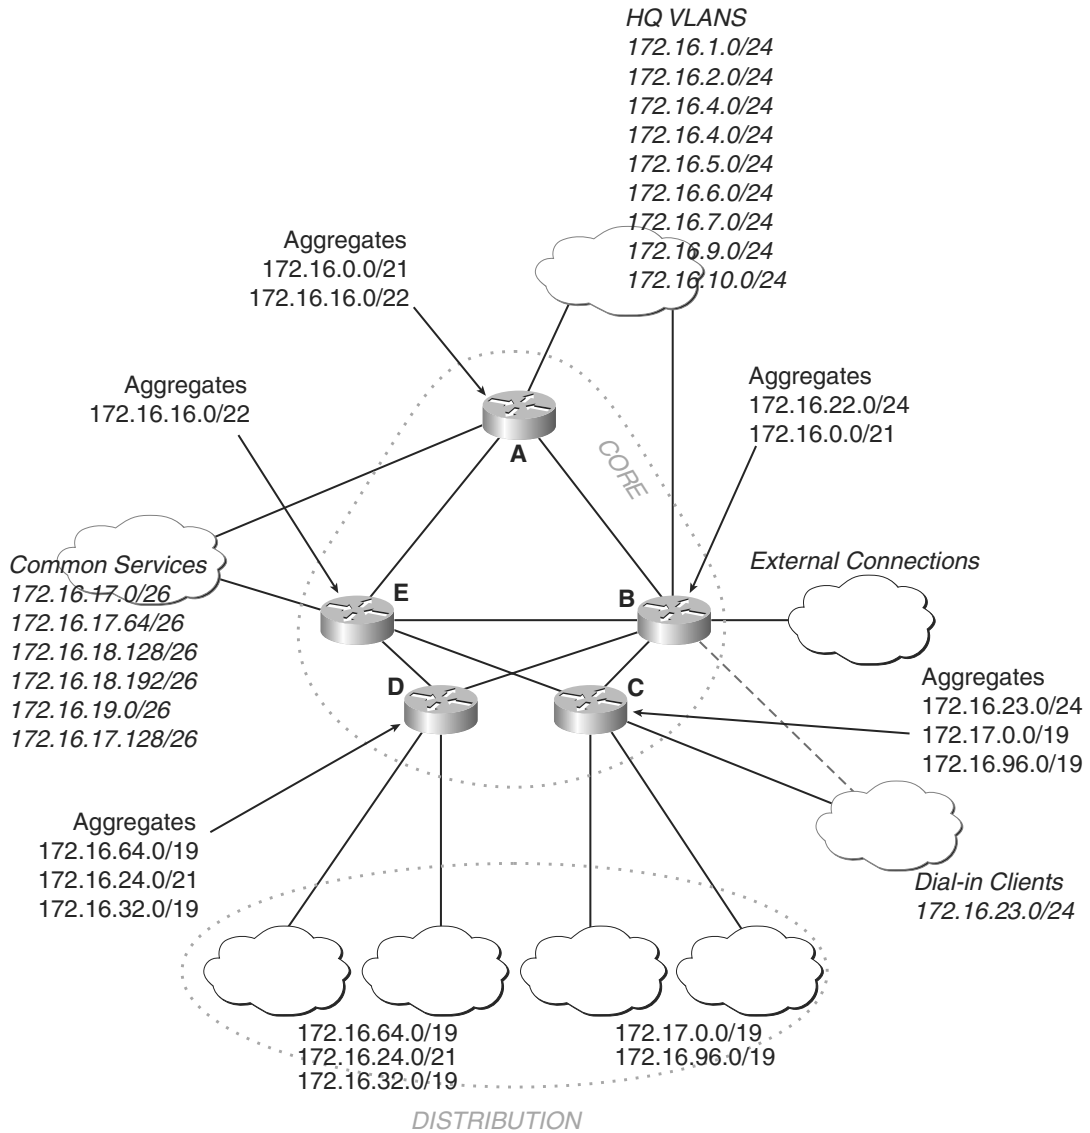 HQ VLANS
172.16.1.0/24
172.16.2.0/24
172.16.4.0/24
172.16.4.0/24
172.16.5.0/24
172.16.6.0/24
172.16.7.0/24
172.16.9.0/24
172.16.10.0/24
Aggregates
172.16.0.0/21
172.16.16.0/22
Aggregates
172.16.16.0/22
Aggregates
172.16.22.0/24
172.16.0.0/21
A
CORE
Common Services
172.16.17.0/26
172.16.17.64/26
172.16.18.128/26
172.16.18.192/26
172.16.19.0/26
172.16.17.128/26
E
B
External Connections
D
C
Aggregates
172.16.23.0/24
172.17.0.0/19
172.16.96.0/19
Aggregates
172.16.64.0/19
172.16.24.0/21
172.16.32.0/19
Dial-in Clients
172.16.23.0/24
172.16.64.0/19
172.16.24.0/21
172.16.32.0/19
172.17.0.0/19
172.16.96.0/19
DISTRIBUTION